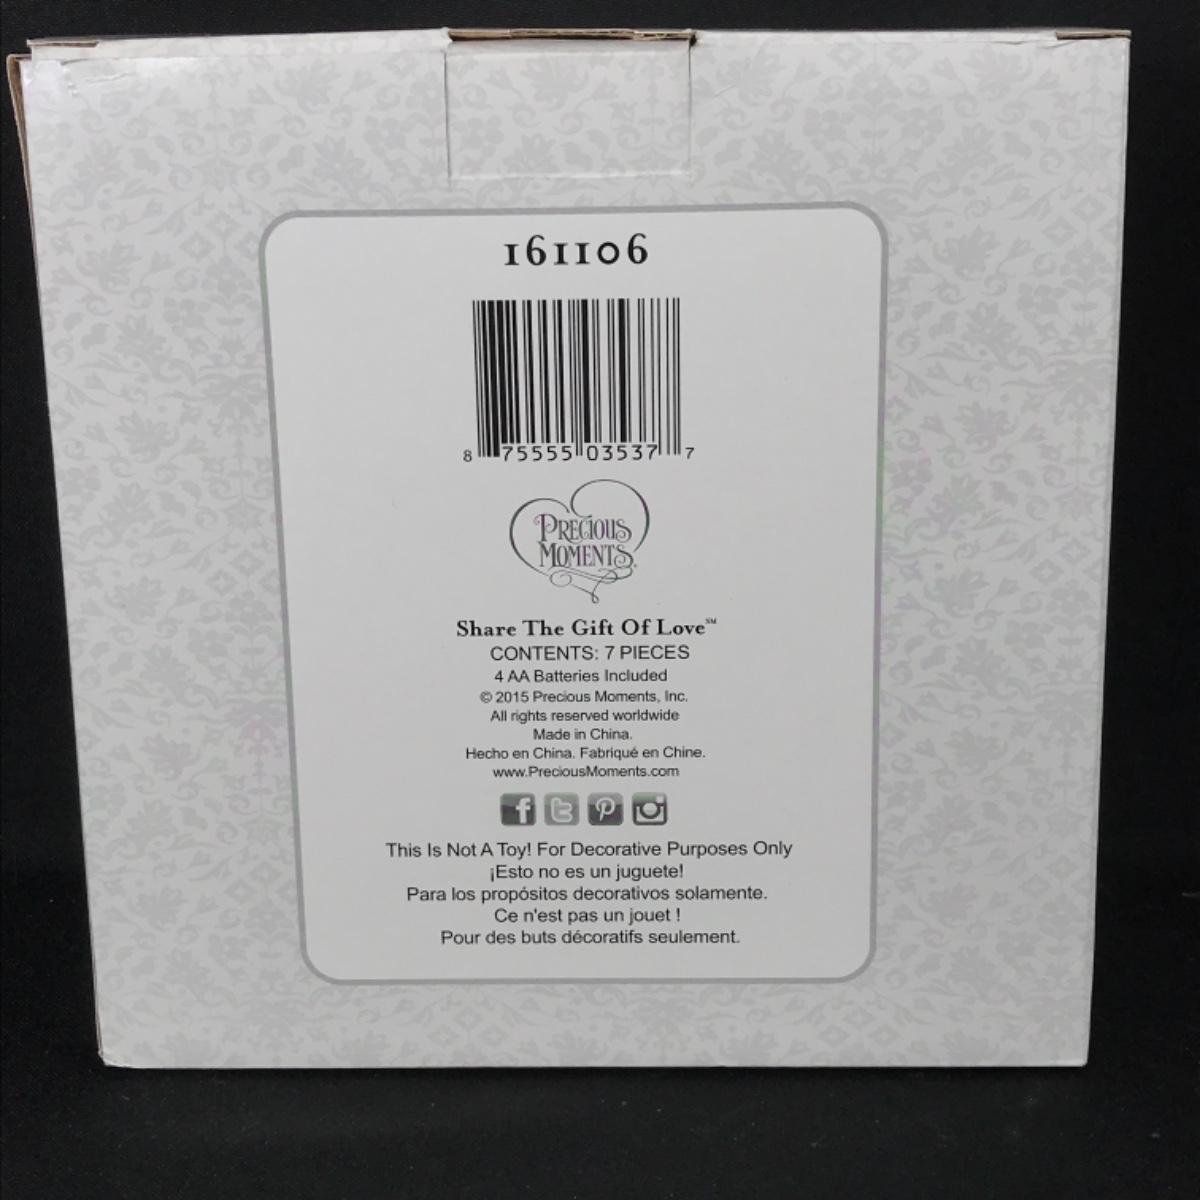 161106
8 75555 03537 7
PRECIOUS
MOMENTS
Share The Gift Of Love℠
CONTENTS: 7 PIECES
4 AA Batteries Included
© 2015 Precious Moments, Inc.
All rights reserved worldwide
Made in China.
Hecho en China. Fabriqué en Chine.
www.PreciousMoments.com
This Is Not A Toy! For Decorative Purposes Only
¡Esto no es un juguete!
Para los propósitos decorativos solamente.
Ce n'est pas un jouet !
Pour des buts décoratifs seulement.